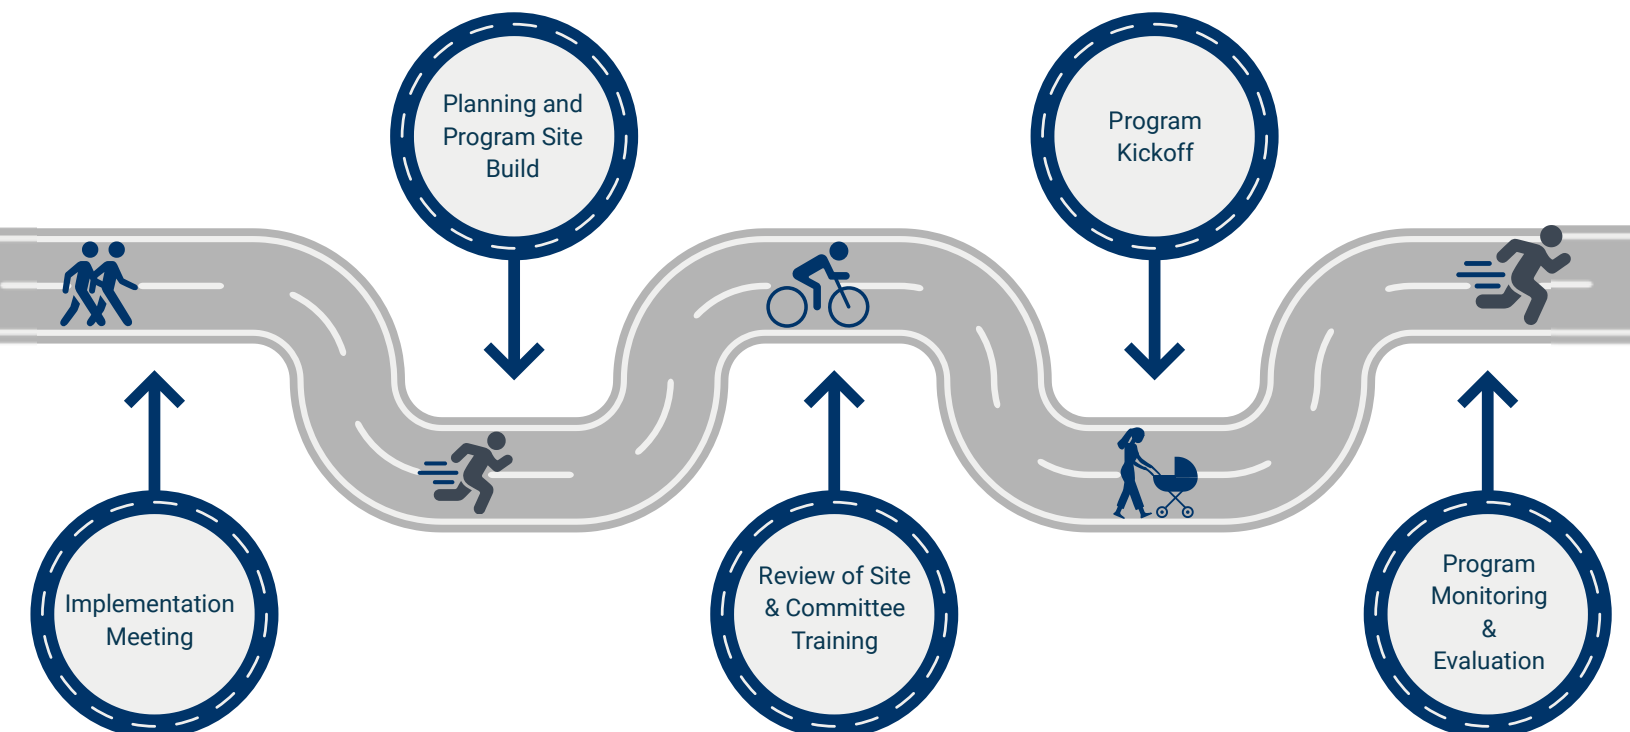 Implementation
Meeting
Planning and
Program Site
Build
Review of Site
& Committee
Training
Program
Kickoff
Program
Monitoring
&
Evaluation